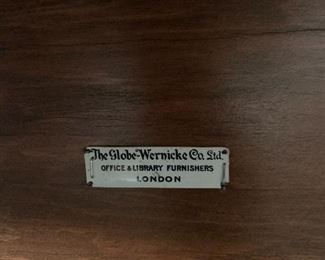 The Globe-Wernicke Co. Ltd.
OFFICE & LIBRARY FURNISHERS
LONDON